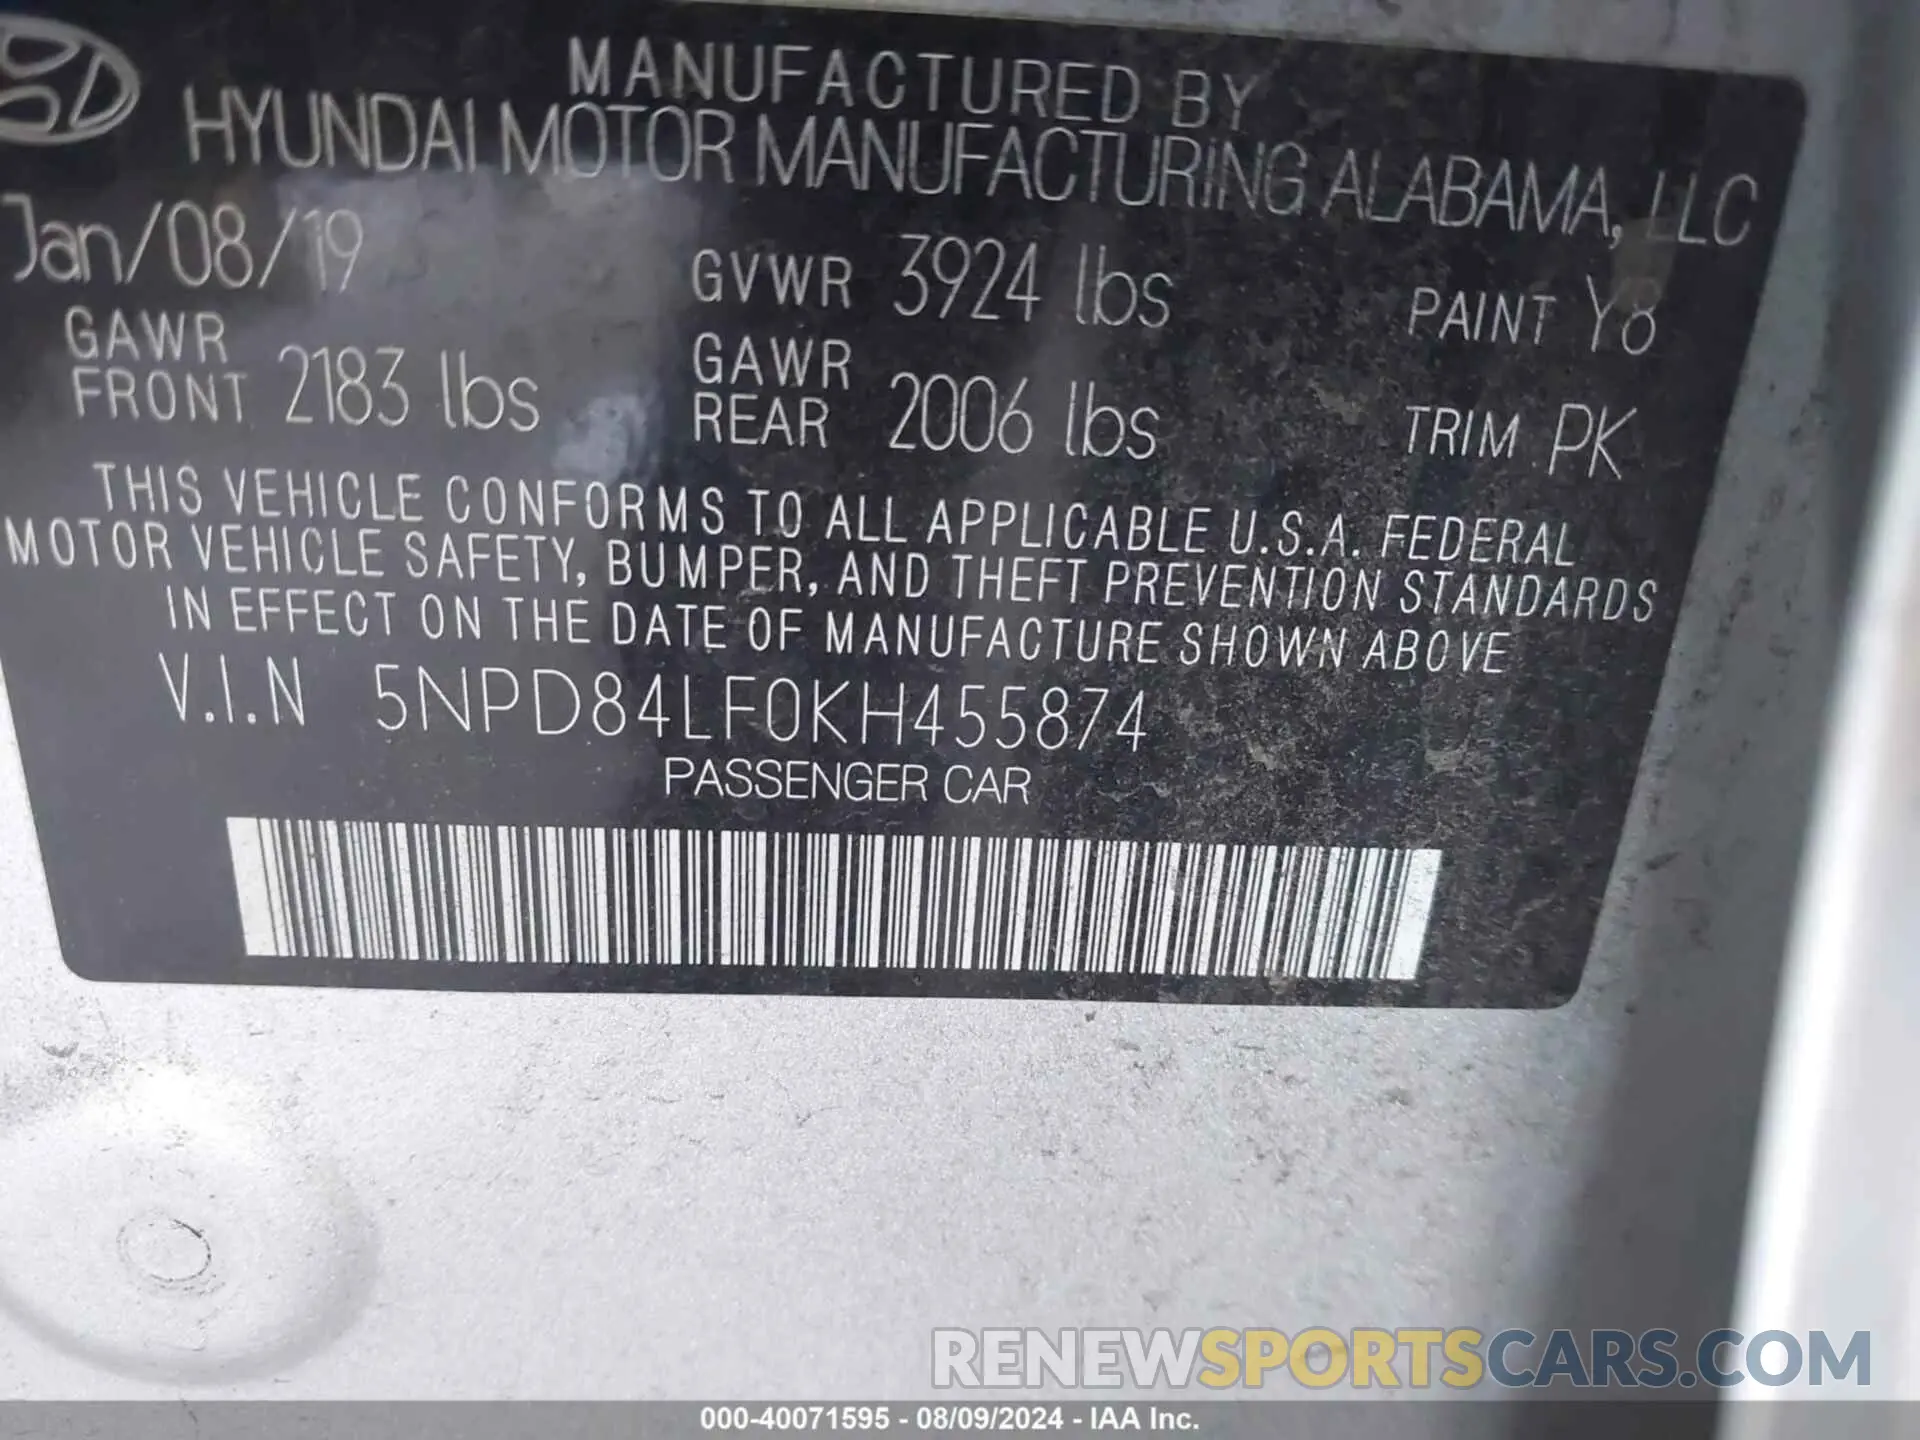 MANUFACTURED BY
HYUNDAI MOTOR MANUFACTURING ALABAMA, LLC
Jan/08/19 GVWR 3924 lbs PAINT Y8
GAWR FRONT 2183 lbs GAWR REAR 2006 lbs TRIM PK
THIS VEHICLE CONFORMS TO ALL APPLICABLE U.S.A. FEDERAL
MOTOR VEHICLE SAFETY, BUMPER, AND THEFT PREVENTION STANDARDS
IN EFFECT ON THE DATE OF MANUFACTURE SHOWN ABOVE
V.I.N 5NPD84LF0KH455874
PASSENGER CAR
RENEWSPORTSCARS.COM
000-40071595 - 08/09/2024 - IAA Inc.